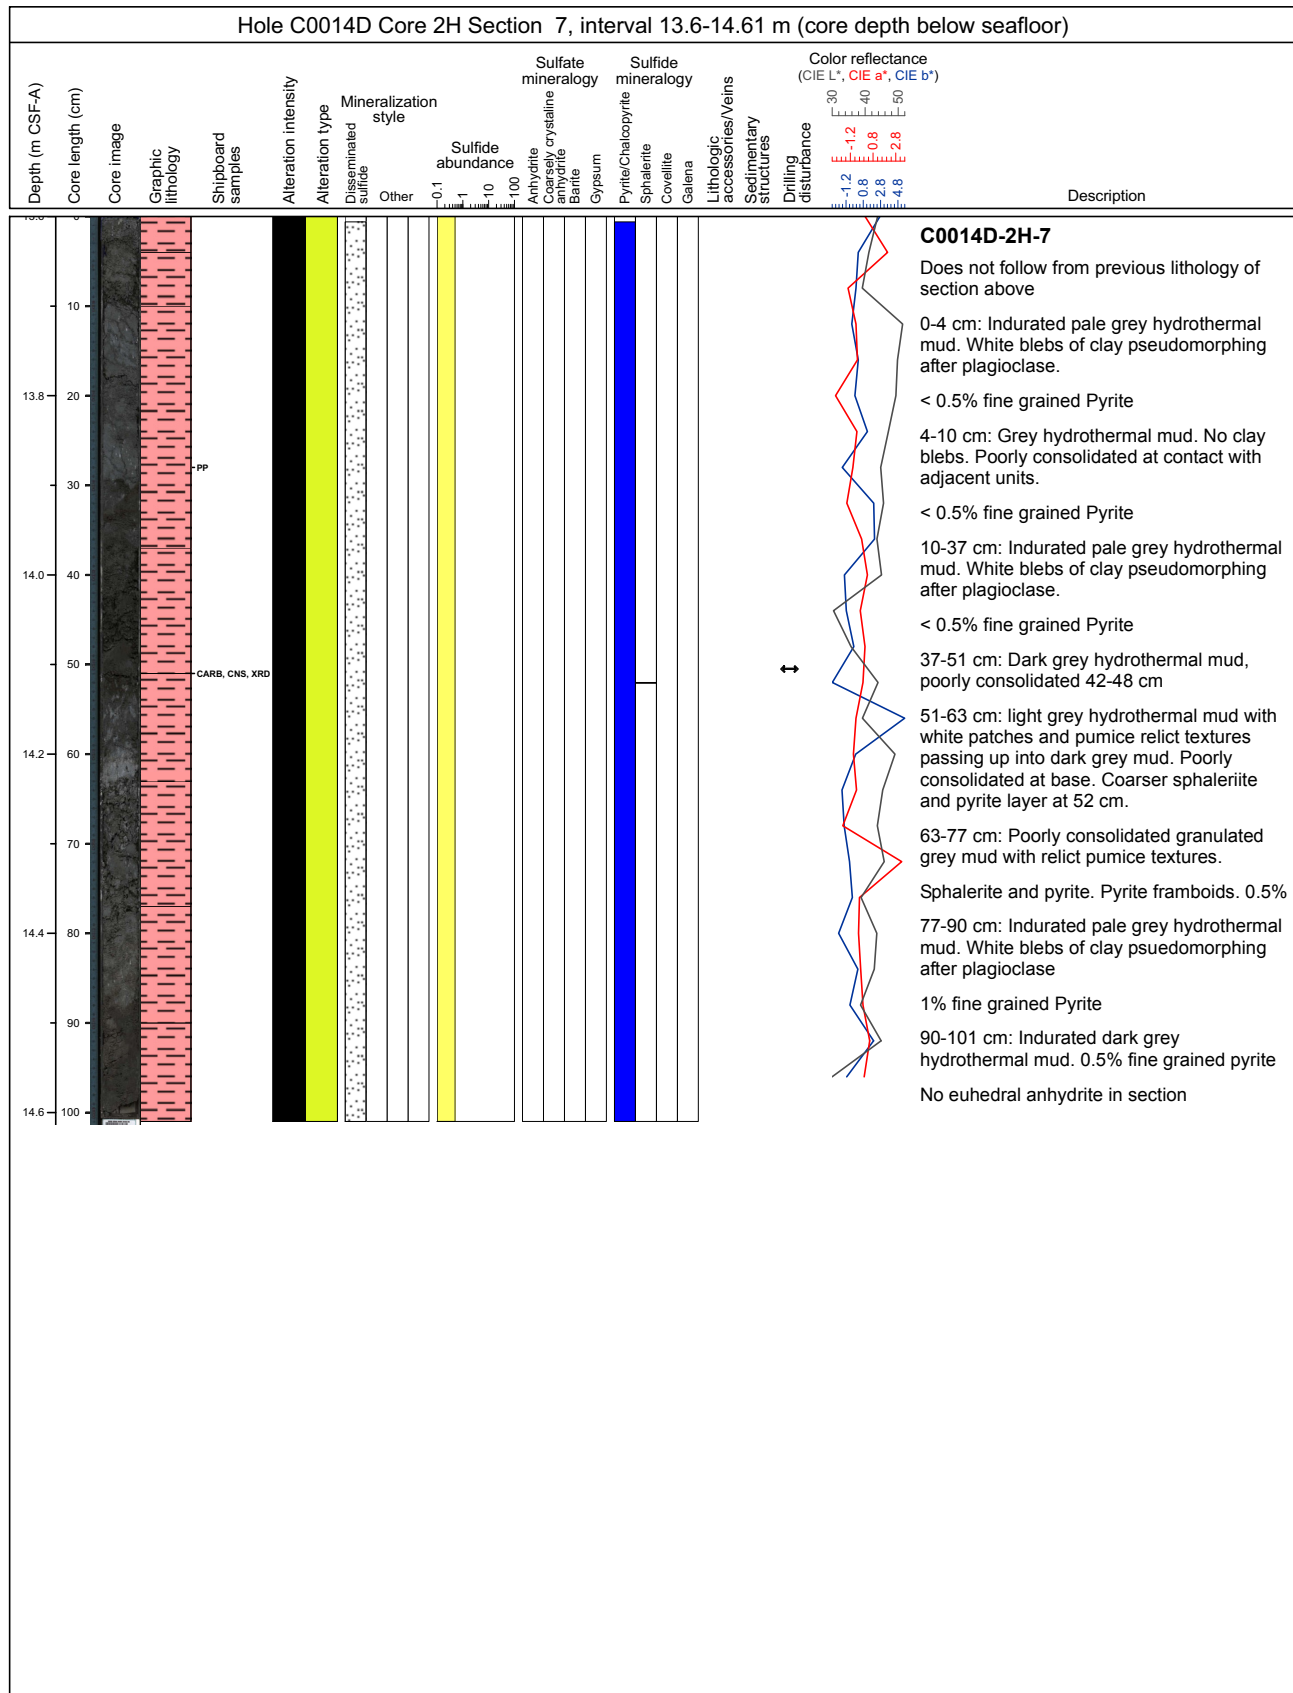 Hole C0014D Core 2H Section 7, interval 13.6-14.61 m (core depth below seafloor)
Depth (m CSF-A)
Core length (cm)
Core image
Graphic
lithology
Shipboard
samples
Alteration intensity
Alteration type
Mineralization
style
Disseminated
sulfide
Other
Sulfide
abundance
0.1
1
10
100
Sulfate
mineralogy
Anhydrite
Coarsely crystaline
anhydrite
Barite
Gypsum
Sulfide
mineralogy
Pyrite/Chalcopyrite
Sphalerite
Covellite
Galena
Lithologic
accessories/Veins
Sedimentary
structures
Drilling
disturbance
Color reflectance
(CIE L*, CIE a*, CIE b*)
30
40
50
-1.2
0.8
2.8
-1.2
0.8
2.8
4.8
Description
10
13.8
20
30
14.0
40
50
14.2
60
70
14.4
80
90
14.6
100
PP
CARB, CNS, XRD
C0014D-2H-7
Does not follow from previous lithology of
section above
0-4 cm: Indurated pale grey hydrothermal
mud. White blebs of clay pseudomorphing
after plagioclase.
< 0.5% fine grained Pyrite
4-10 cm: Grey hydrothermal mud. No clay
blebs. Poorly consolidated at contact with
adjacent units.
< 0.5% fine grained Pyrite
10-37 cm: Indurated pale grey hydrothermal
mud. White blebs of clay pseudomorphing
after plagioclase.
< 0.5% fine grained Pyrite
37-51 cm: Dark grey hydrothermal mud,
poorly consolidated 42-48 cm
51-63 cm: light grey hydrothermal mud with
white patches and pumice relict textures
passing up into dark grey mud. Poorly
consolidated at base. Coarser sphaleriite
and pyrite layer at 52 cm.
63-77 cm: Poorly consolidated granulated
grey mud with relict pumice textures.
Sphalerite and pyrite. Pyrite framboids. 0.5%
77-90 cm: Indurated pale grey hydrothermal
mud. White blebs of clay psuedomorphing
after plagioclase
1% fine grained Pyrite
90-101 cm: Indurated dark grey
hydrothermal mud. 0.5% fine grained pyrite
No euhedral anhydrite in section